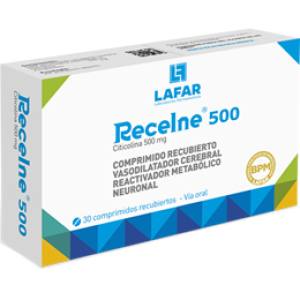 LAFAR
Recelne® 500
Citicolina 500 mg
COMPRIMIDO RECUBIERTO
VASODILATADOR CEREBRAL
REACTIVADOR METABÓLICO
NEURONAL
BPM
30 comprimidos recubiertos - Vía oral
Recelne® 500
Citicolina 500 mg